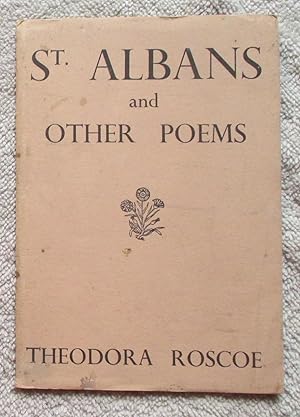 St. ALBANS
and
OTHER POEMS
THEODORA ROSCOE